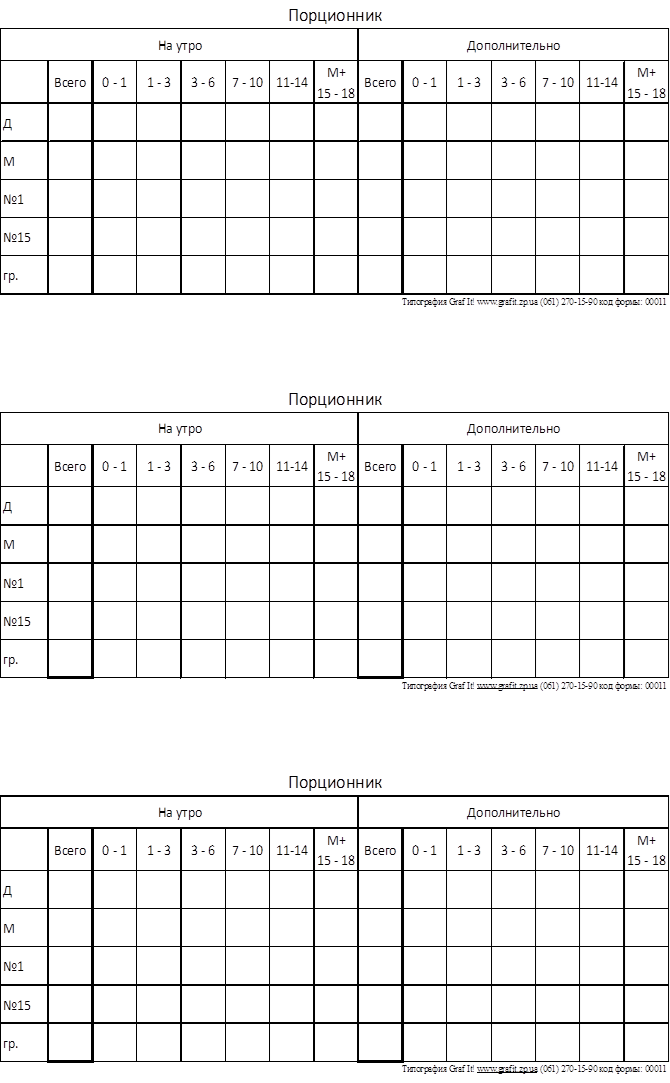 Порционник
На утро Дополнительно
Всего 0 - 1 1 - 3 3 - 6 7 - 10 11-14 М+ 15 - 18 Всего 0 - 1 1 - 3 3 - 6 7 - 10 11-14 М+ 15 - 18
Д
М
№1
№15
гр.
Типография Graf It! www.grafit.zp.ua (061) 270-15-90 код формы: 00011
Порционник
На утро Дополнительно
Всего 0 - 1 1 - 3 3 - 6 7 - 10 11-14 М+ 15 - 18 Всего 0 - 1 1 - 3 3 - 6 7 - 10 11-14 М+ 15 - 18
Д
М
№1
№15
гр.
Типография Graf It! www.grafit.zp.ua (061) 270-15-90 код формы: 00011
Порционник
На утро Дополнительно
Всего 0 - 1 1 - 3 3 - 6 7 - 10 11-14 М+ 15 - 18 Всего 0 - 1 1 - 3 3 - 6 7 - 10 11-14 М+ 15 - 18
Д
М
№1
№15
гр.
Типография Graf It! www.grafit.zp.ua (061) 270-15-90 код формы: 00011